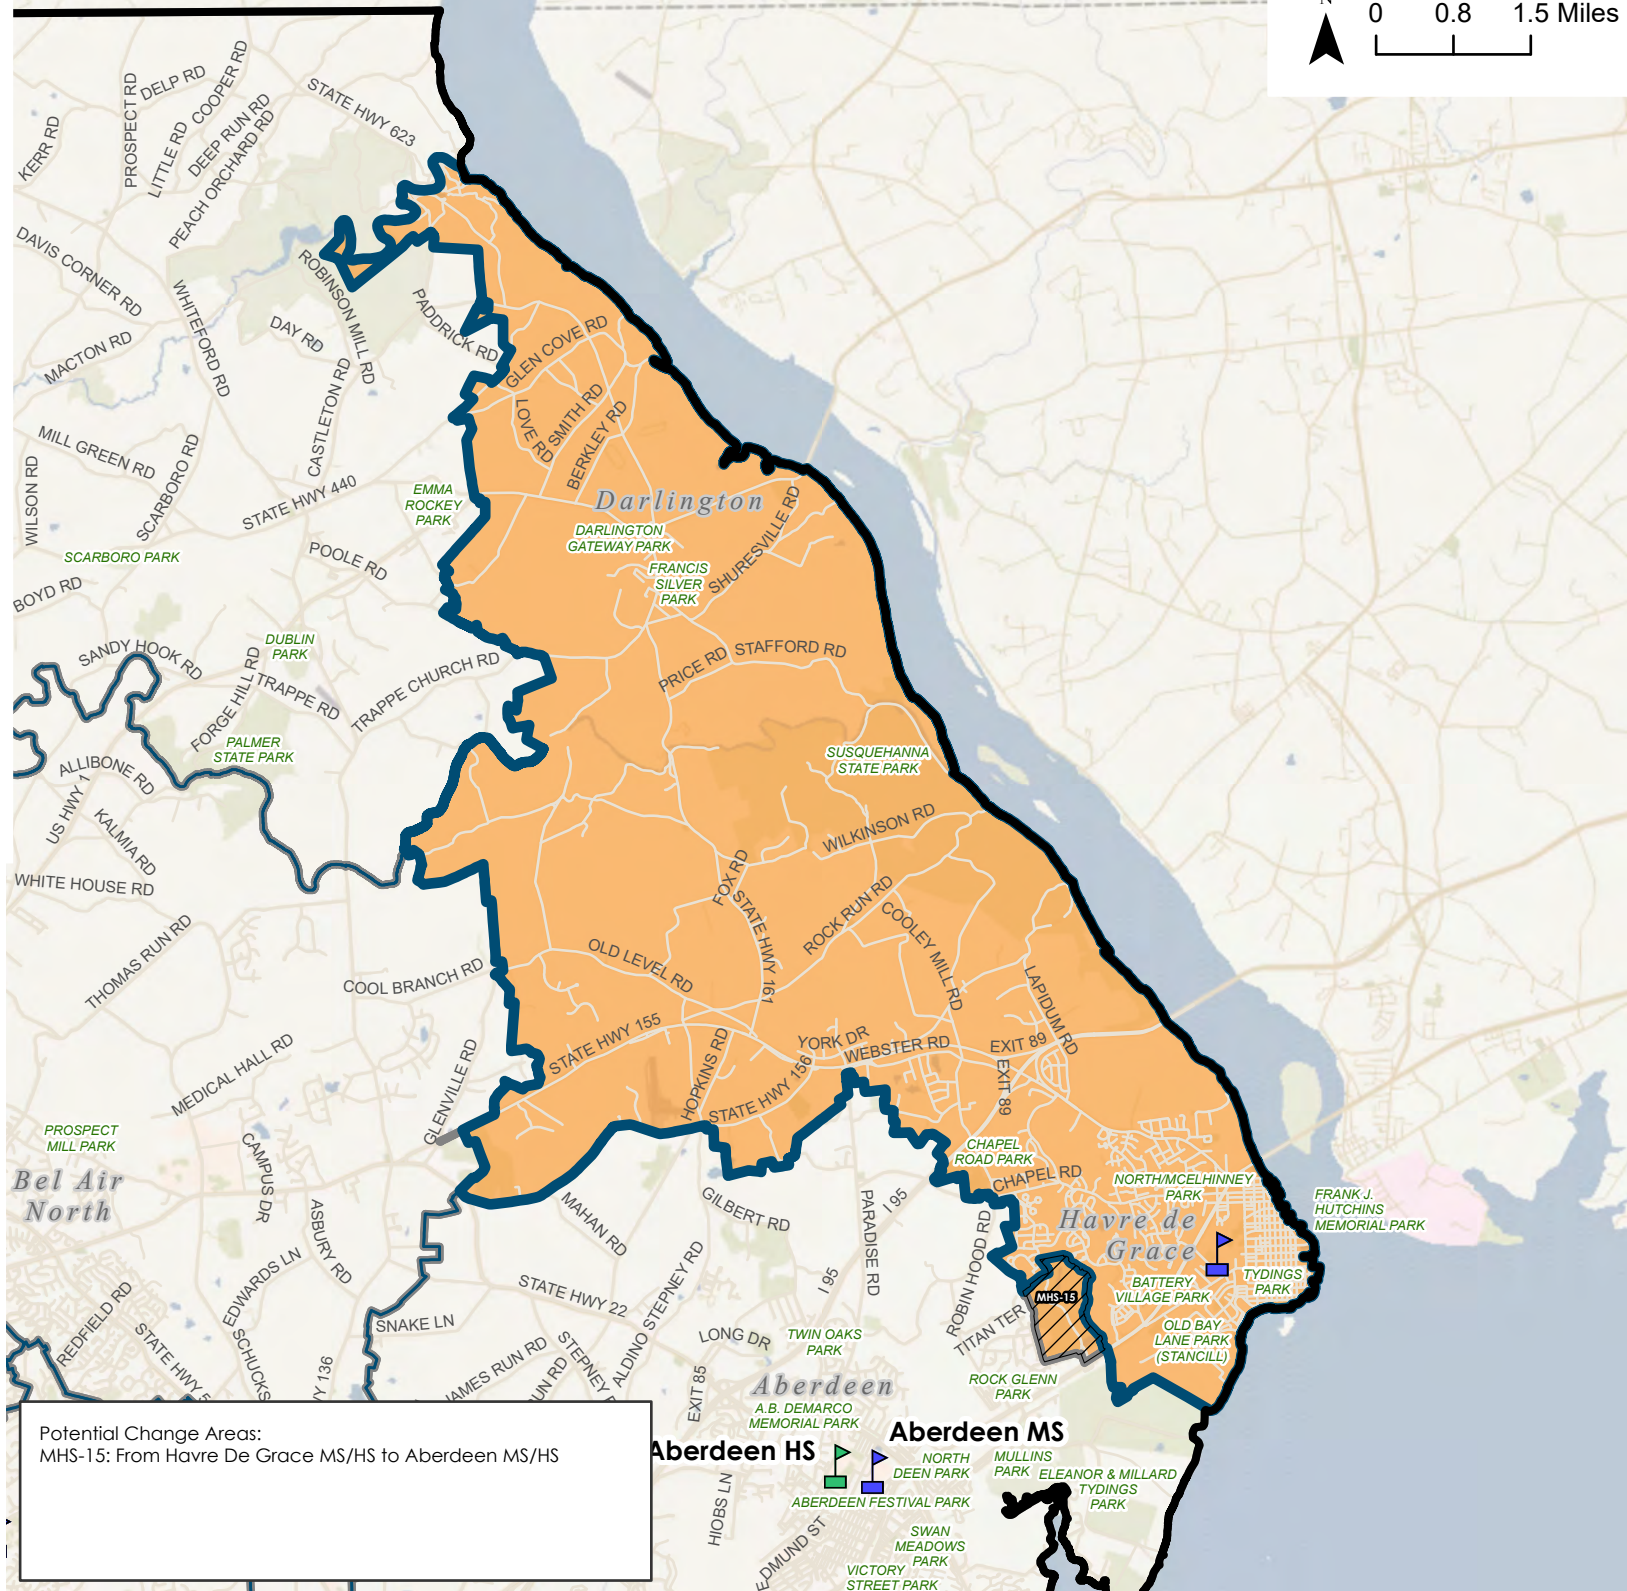 N
0 0.8 1.5 Miles
KERR RD
PROSPECT RD
DELP RD
LITTLE RD
COOPER RD
DEEP RUN RD
PEACH ORCHARD RD
STATE HWY 623
DAVIS CORNER RD
MACTON RD
WHITEFORD RD
DAY RD
ROBINSON MILL RD
PADDRICK RD
CASTLETON RD
GLEN COVE RD
LOVE RD
SMITH RD
BERKLEY RD
MILL GREEN RD
WILSON RD
SCARBORO RD
STATE HWY 440
EMMA
ROCKEY
PARK
Darlington
DARLINGTON
GATEWAY PARK
FRANCIS
SILVER
PARK
SHURESVILLE RD
SCARBORO PARK
POOLE RD
BOYD RD
SANDY HOOK RD
DUBLIN
PARK
FORGE HILL RD
TRAPPE RD
TRAPPE CHURCH RD
PRICE RD
STAFFORD RD
PALMER
STATE PARK
SUSQUEHANNA
STATE PARK
ALLIBONE RD
US HWY 1
KALMIA RD
WHITE HOUSE RD
WILKINSON RD
FOX RD
STATE HWY 161
ROCK RUN RD
COOLEY MILL RD
THOMAS RUN RD
COOL BRANCH RD
OLD LEVEL RD
LAPIDUM RD
STATE HWY 155
YORK DR
WEBSTER RD
EXIT 89
EXIT 89
MEDICAL HALL RD
GLENVILLE RD
HOPKINS RD
STATE HWY 156
PROSPECT
MILL PARK
Bel Air
North
CAMPUS DR
ASBURY RD
CHAPEL
ROAD PARK
CHAPEL RD
NORTH/MCELHINNEY
PARK
FRANK J.
HUTCHINS
MEMORIAL PARK
Havre de
Grace
MAHAN RD
GILBERT RD
PARADISE RD
I 95
I 95
ROBIN HOOD RD
BATTERY
VILLAGE PARK
TYDINGS
PARK
MHS-15
TITAN TER
OLD BAY
LANE PARK
(STANCILL)
EDWARDS LN
REDFIELD RD
STATE HWY 5
SCHUCKS
SNAKE LN
STATE HWY 22
ALDINO STEPNEY RD
LONG DR
TWIN OAKS
PARK
JAMES RUN RD
STEPNEY R
UN RD
Y 136
EXIT 85
ROCK GLENN
PARK
Aberdeen
A.B. DEMARCO
MEMORIAL PARK
Aberdeen HS
Aberdeen MS
NORTH
DEEN PARK
MULLINS
PARK
ELEANOR & MILLARD
TYDINGS
PARK
ABERDEEN FESTIVAL PARK
HIOBS LN
EDMUND ST
SWAN
MEADOWS
PARK
VICTORY
STREET PARK
Potential Change Areas:
MHS-15: From Havre De Grace MS/HS to Aberdeen MS/HS